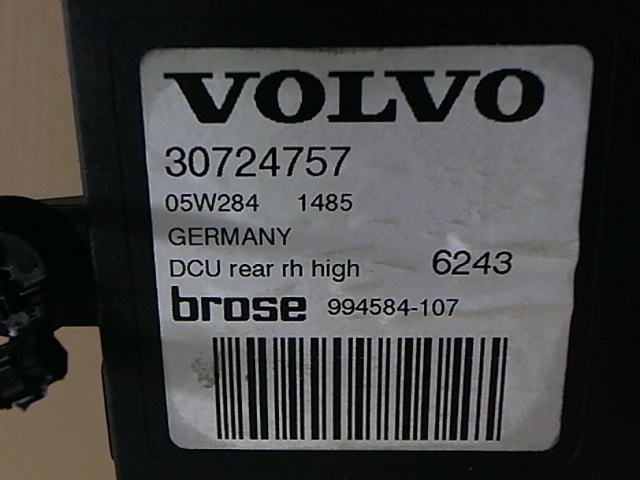 VOLVO
30724757
05W284 1485
GERMANY
DCU rear rh high 6243
brose 994584-107